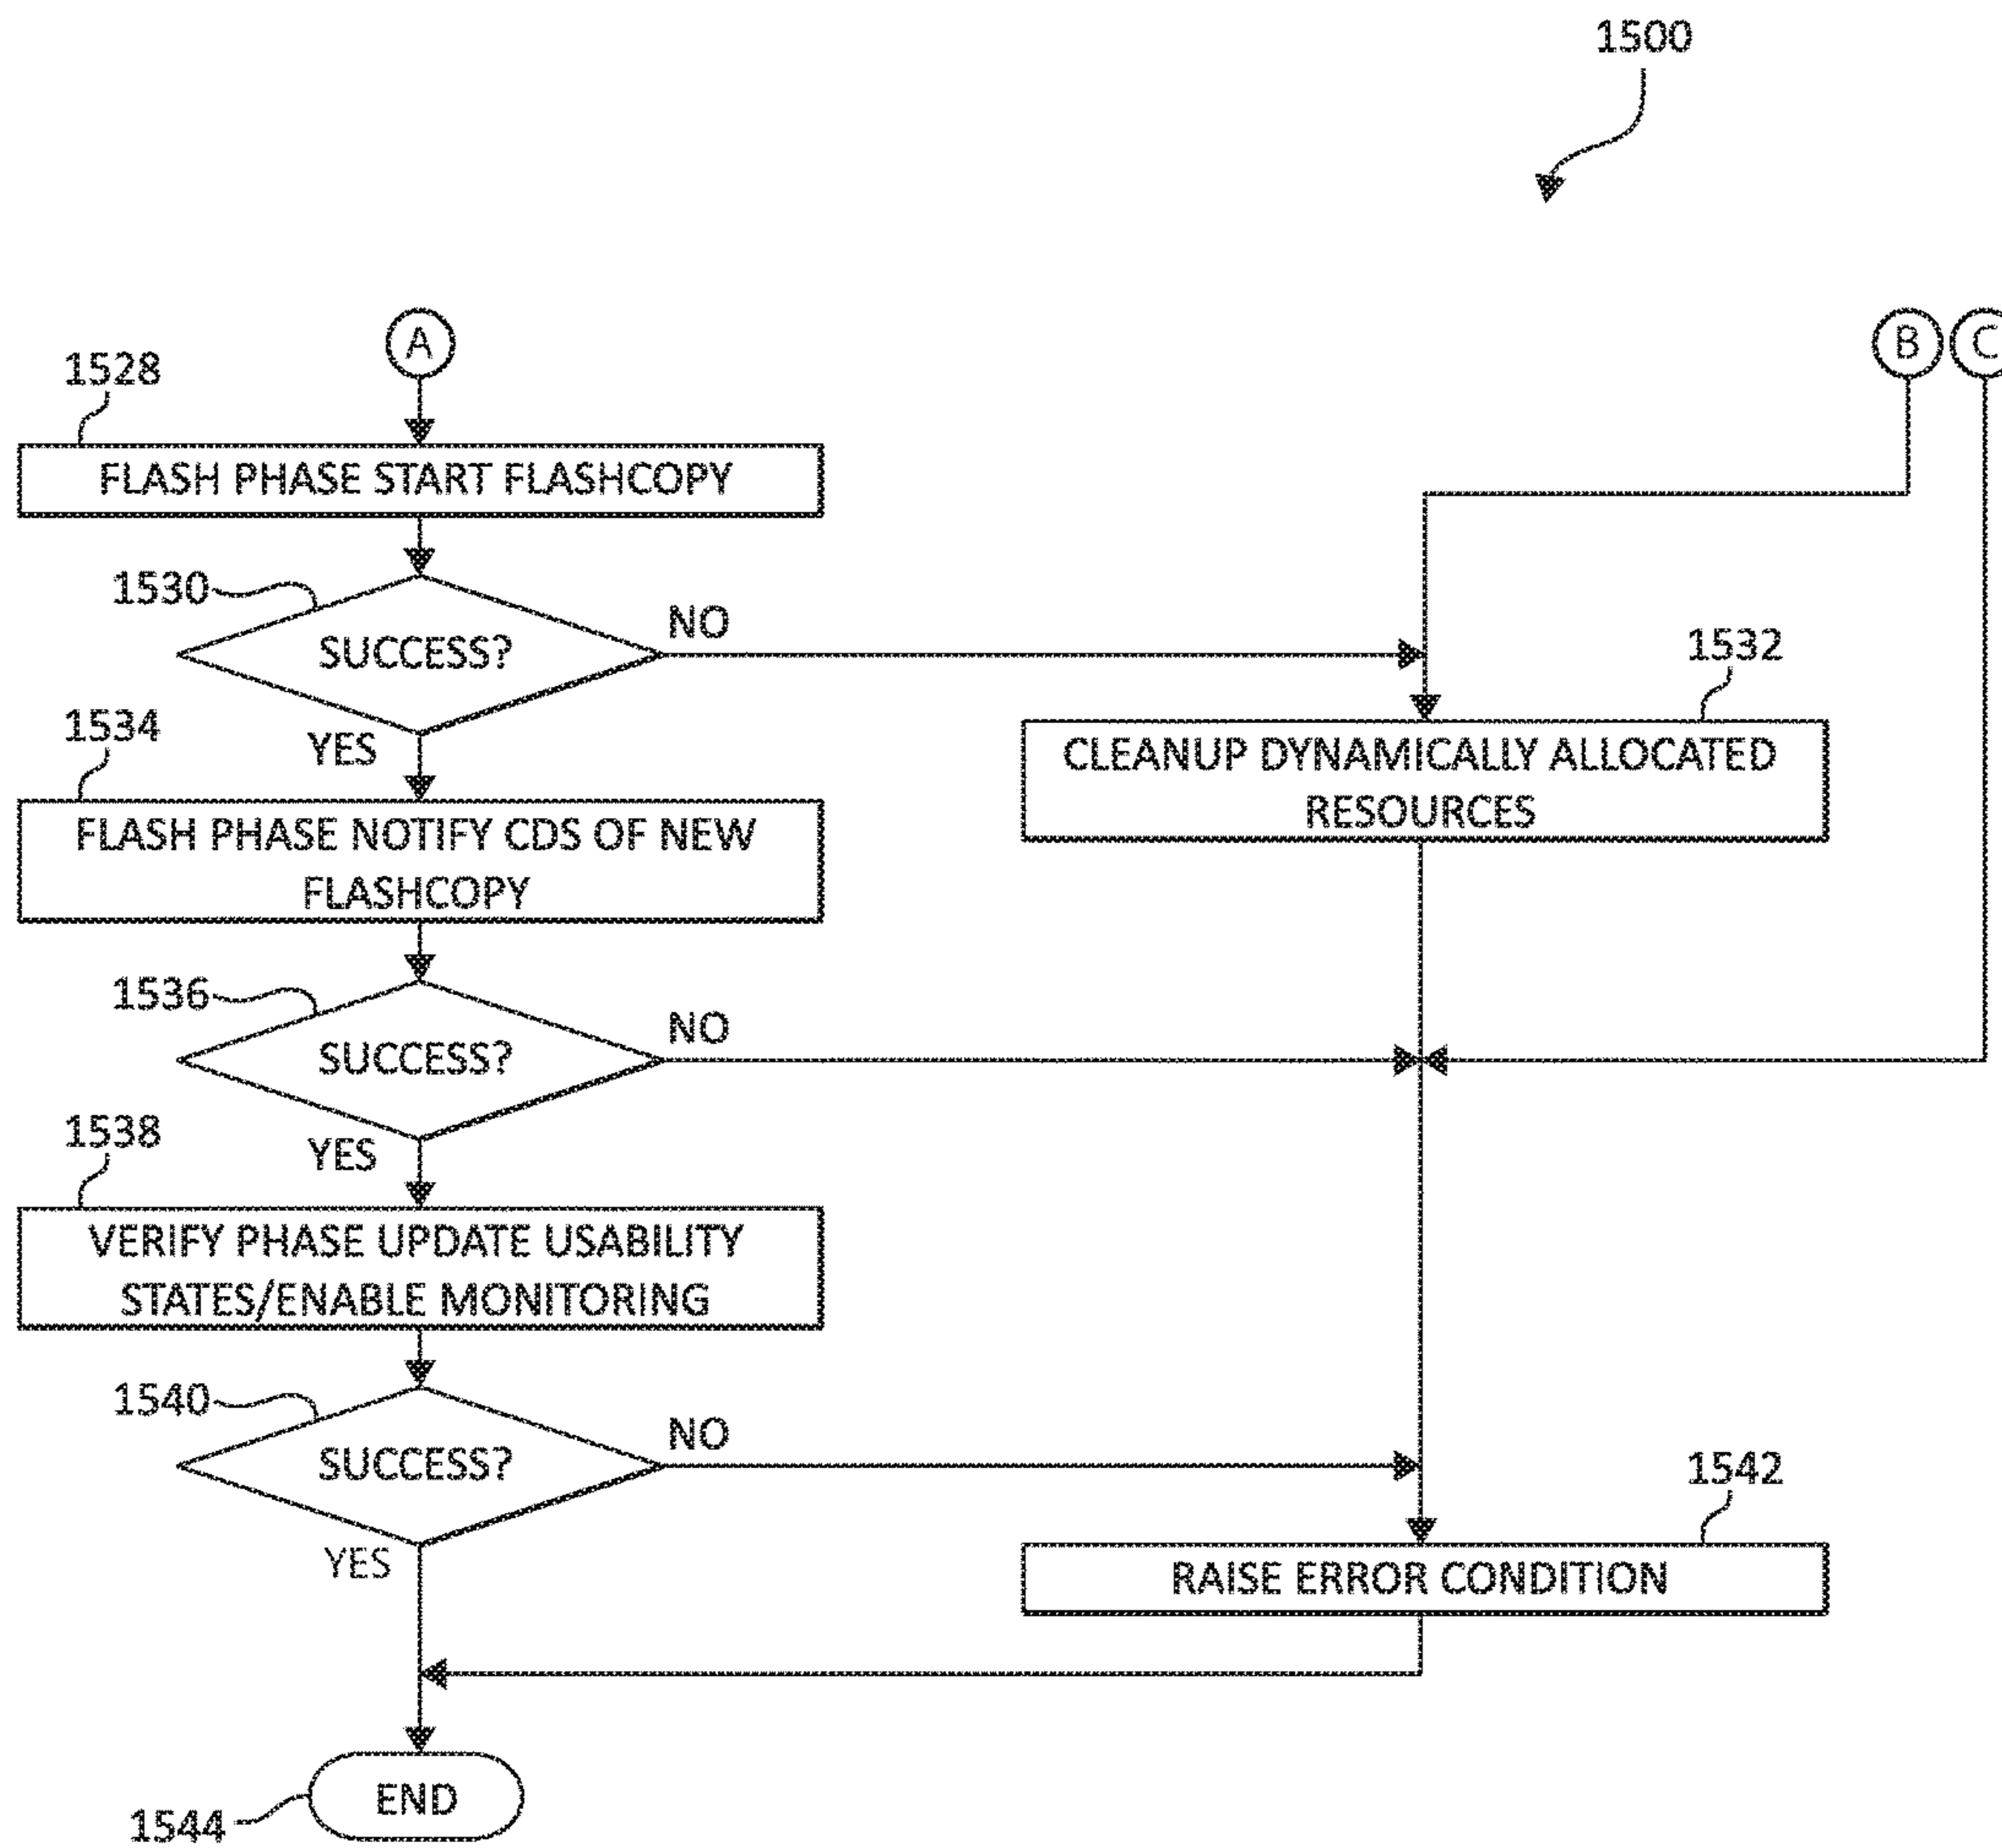 1500
A
B
C
1528
FLASH PHASE START FLASHCOPY
1530
SUCCESS?
NO
1532
CLEANUP DYNAMICALLY ALLOCATED
RESOURCES
YES
1534
FLASH PHASE NOTIFY CDS OF NEW
FLASHCOPY
1536
SUCCESS?
NO
YES
1538
VERIFY PHASE UPDATE USABILITY
STATES/ENABLE MONITORING
1540
SUCCESS?
NO
1542
RAISE ERROR CONDITION
YES
END
1544